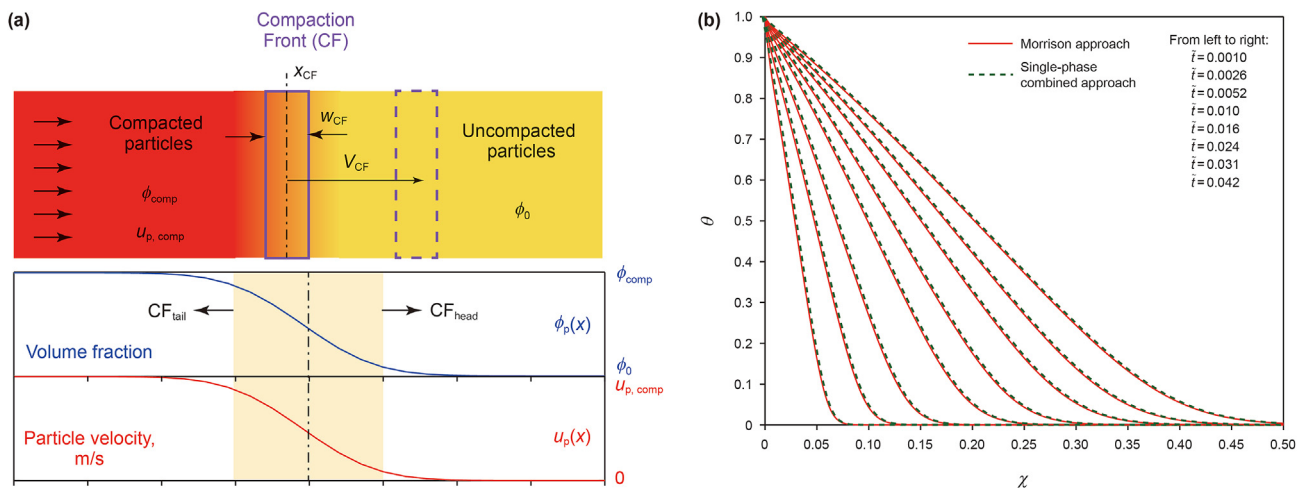 (a)
Compaction
Front (CF)
x_CF
w_CF
Compacted
particles
Uncompacted
particles
V_CF
ϕ_comp
ϕ_0
u_p, comp
ϕ_comp
CF_tail
CF_head
ϕ_p(x)
Volume fraction
ϕ_0
u_p, comp
Particle velocity,
m/s
u_p(x)
0
(b)
1.0
0.9
0.8
0.7
0.6
0.5
0.4
0.3
0.2
0.1
0
θ
Morrison approach
Single-phase
combined approach
From left to right:
t̃=0.0010
t̃=0.0026
t̃=0.0052
t̃=0.010
t̃=0.016
t̃=0.024
t̃=0.031
t̃=0.042
0 0.05 0.10 0.15 0.20 0.25 0.30 0.35 0.40 0.45 0.50
χ